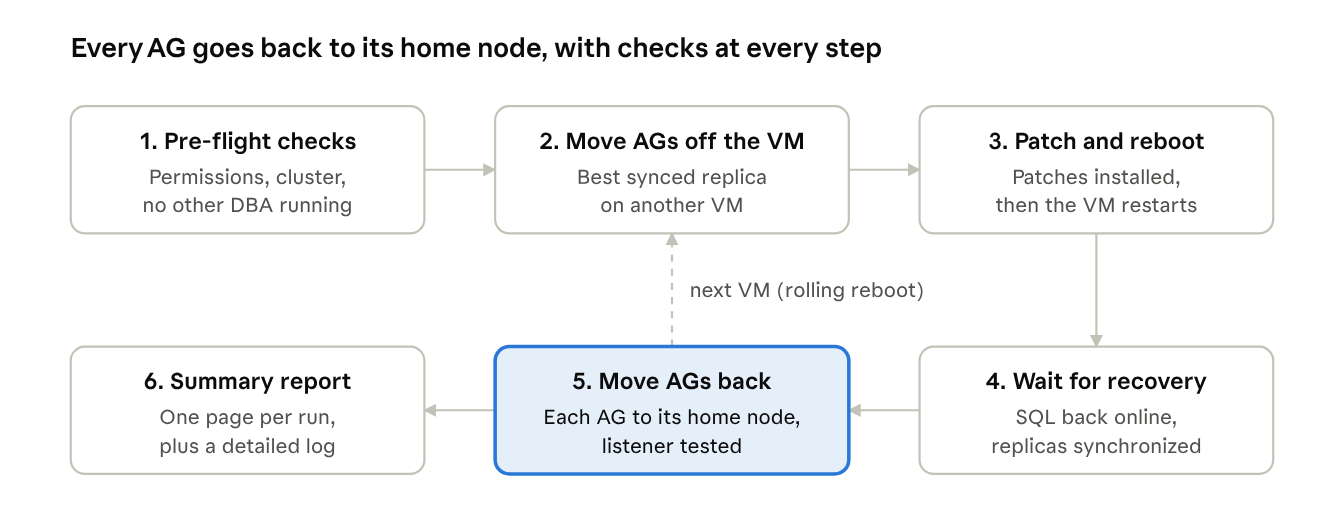 Every AG goes back to its home node, with checks at every step
1. Pre-flight checks
Permissions, cluster,
no other DBA running
2. Move AGs off the VM
Best synced replica
on another VM
3. Patch and reboot
Patches installed,
then the VM restarts
next VM (rolling reboot)
4. Wait for recovery
SQL back online,
replicas synchronized
5. Move AGs back
Each AG to its home node,
listener tested
6. Summary report
One page per run,
plus a detailed log